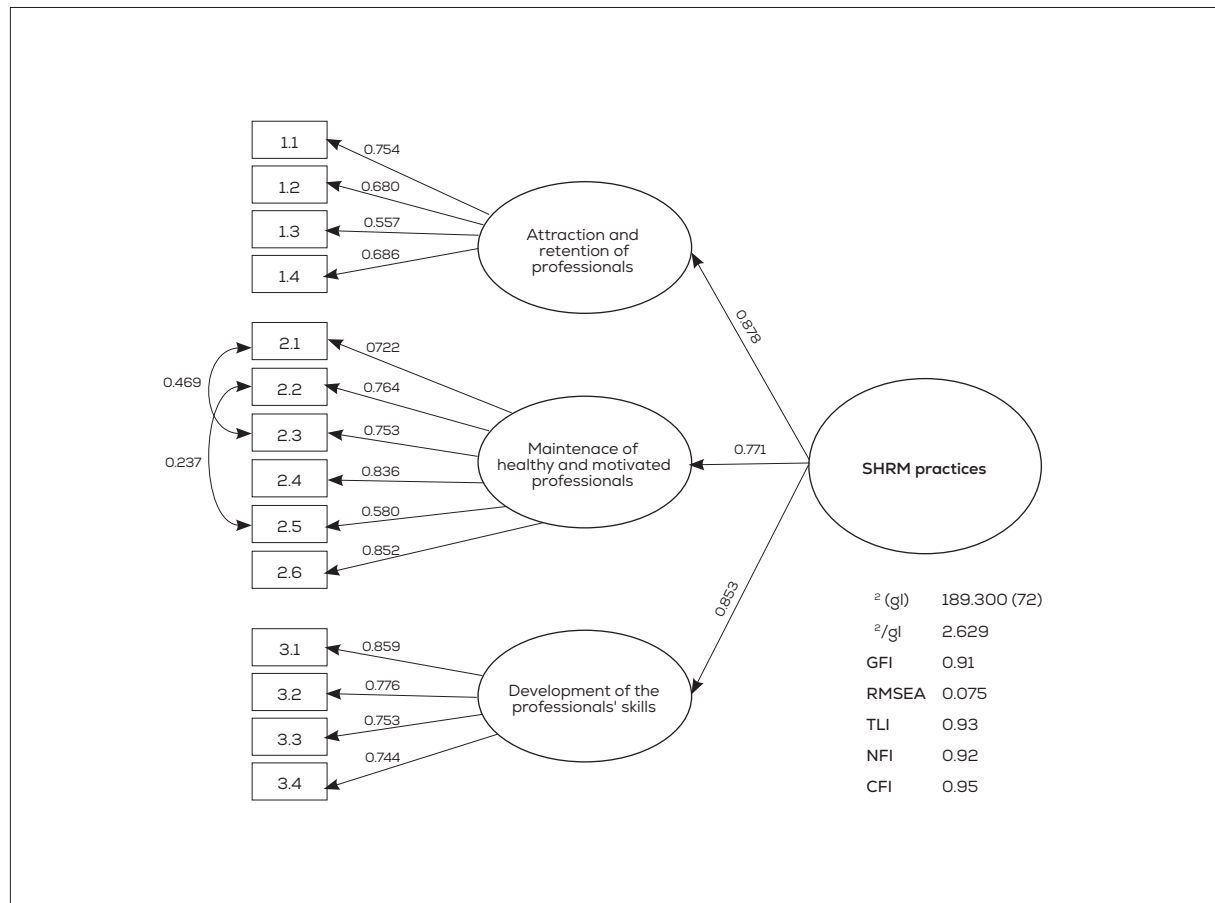 1.1
0.754
1.2
0.680
1.3
0.557
1.4
0.686
Attraction and
retention of
professionals
0.878
2.1
0722
2.2
0.764
2.3
0.753
2.4
0.836
2.5
0.580
2.6
0.852
0.469
0.237
Maintenace of
healthy and motivated
professionals
0.771
SHRM practices
0.853
3.1
0.859
3.2
0.776
3.3
0.753
3.4
0.744
Development of the
professionals' skills
² (gl) 189.300 (72)
²/gl 2.629
GFI 0.91
RMSEA 0.075
TLI 0.93
NFI 0.92
CFI 0.95